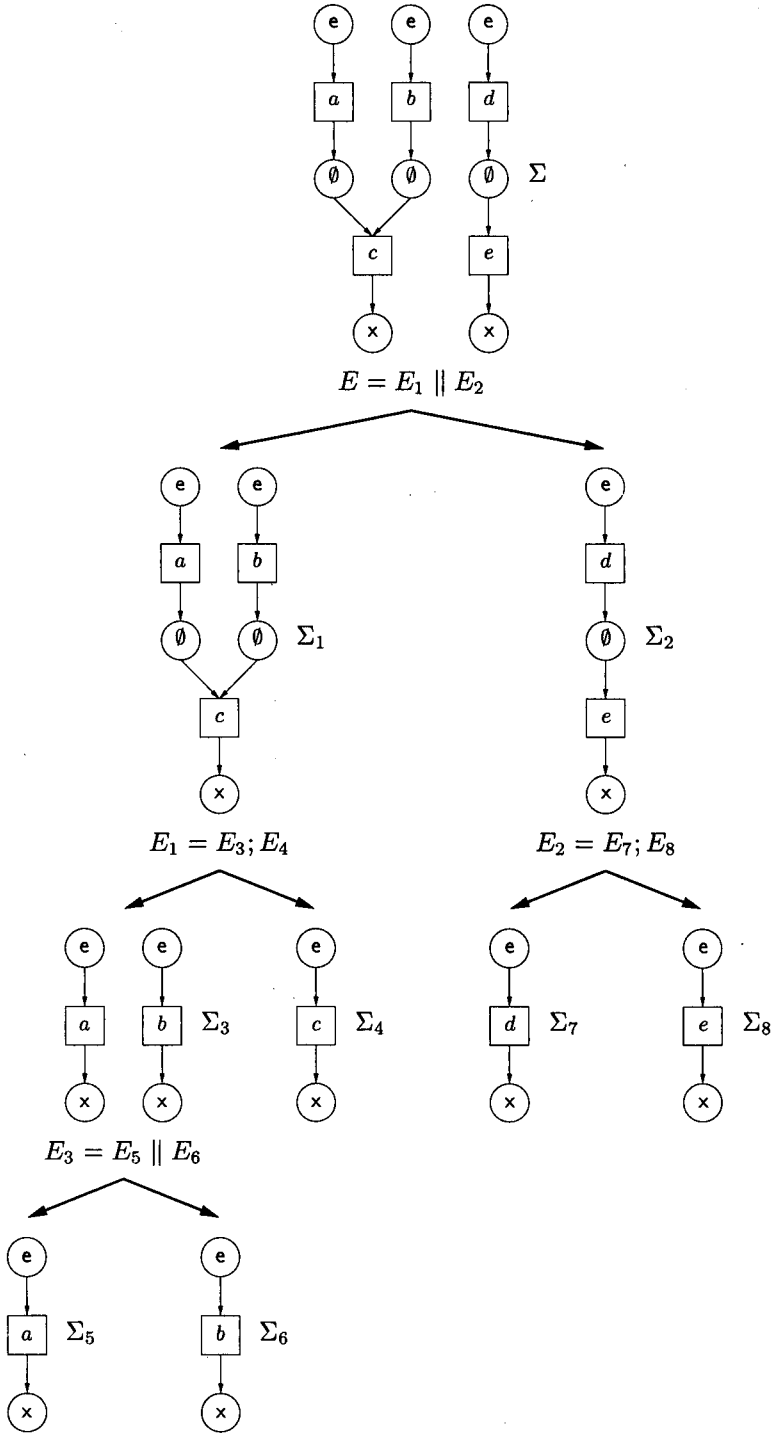 e e e
a b d
∅ ∅ ∅ Σ
c e
x x
E = E₁ ∥ E₂
e e e
a b d
∅ ∅ Σ₁ ∅ Σ₂
c e
x x
E₁ = E₃; E₄ E₂ = E₇; E₈
e e e e e
a b Σ₃ c Σ₄ d Σ₇ e Σ₈
x x x x x
E₃ = E₅ ∥ E₆
e e
a Σ₅ b Σ₆
x x